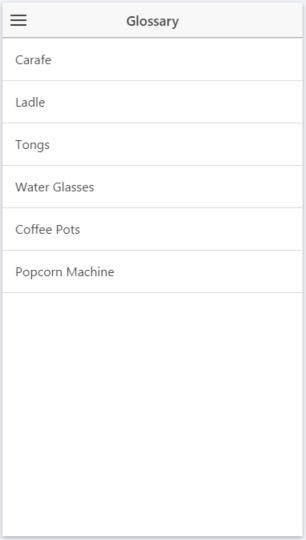 Glossary
Carafe
Ladle
Tongs
Water Glasses
Coffee Pots
Popcorn Machine